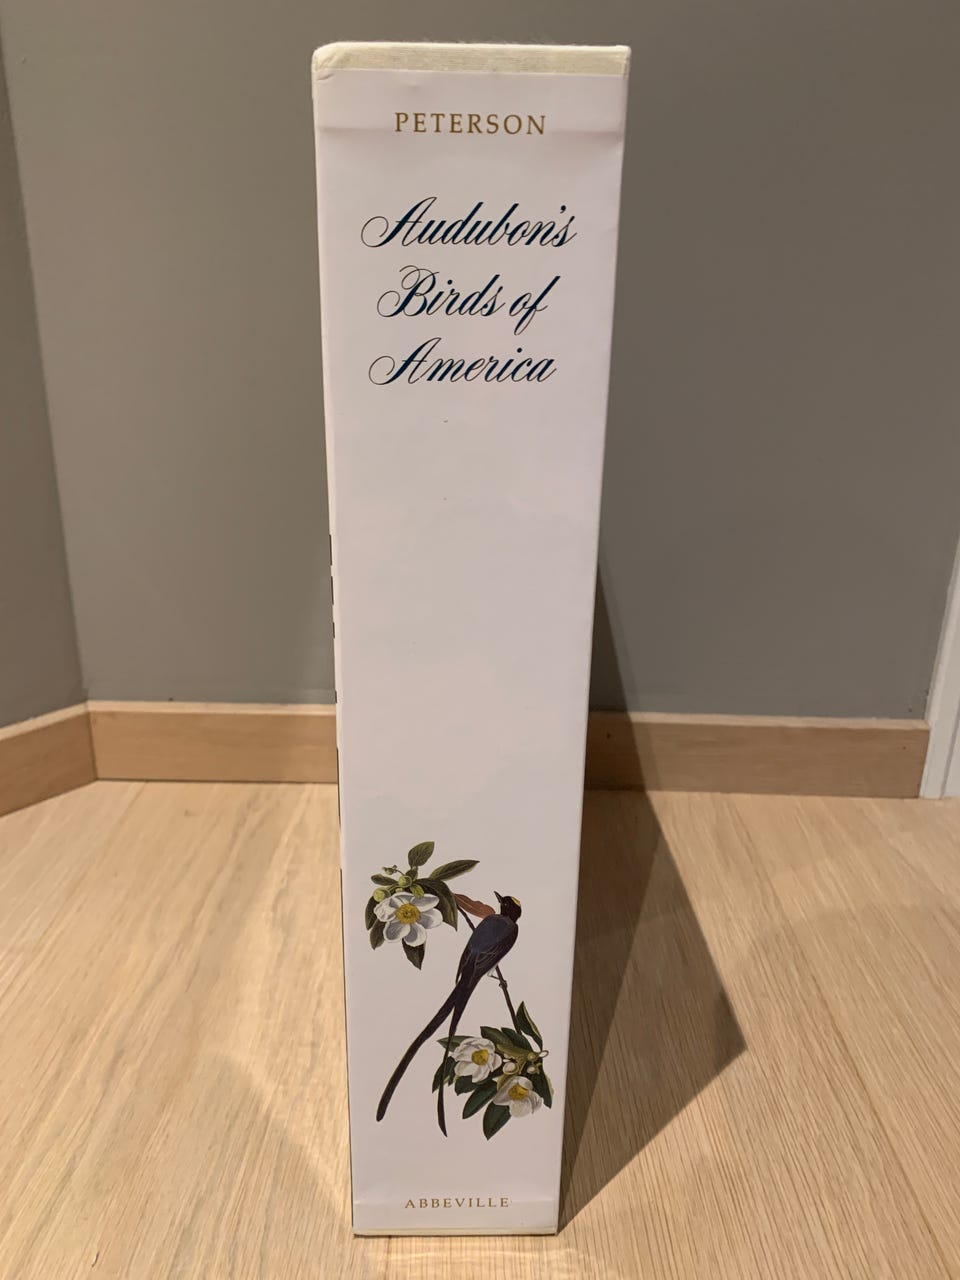 PETERSON
Audubon's
Birds of
America
ABBEVILLE